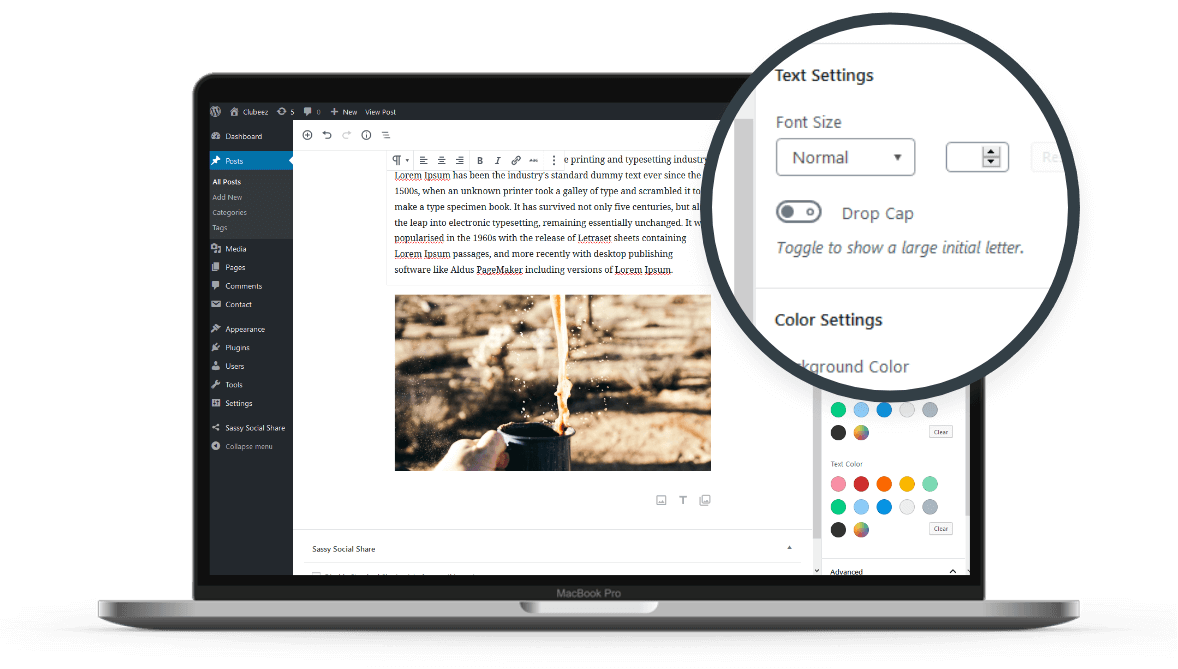 Clubeez 5 0 New View Post
Dashboard
Posts
All Posts
Add New
Categories
Tags
Media
Pages
Comments
Contact
Appearance
Plugins
Users
Tools
Settings
Sassy Social Share
Collapse menu
B I ABC e printing and typesetting industry
Lorem Ipsum has been the industry's standard dummy text ever since the
1500s, when an unknown printer took a galley of type and scrambled it to
make a type specimen book. It has survived not only five centuries, but al
the leap into electronic typesetting, remaining essentially unchanged. It w
popularised in the 1960s with the release of Letraset sheets containing
Lorem Ipsum passages, and more recently with desktop publishing
software like Aldus PageMaker including versions of Lorem Ipsum.
Sassy Social Share
Text Settings
Font Size
Normal
Re
Drop Cap
Toggle to show a large initial letter.
Color Settings
kground Color
Clear
Text Color
Clear
Advanced
MacBook Pro